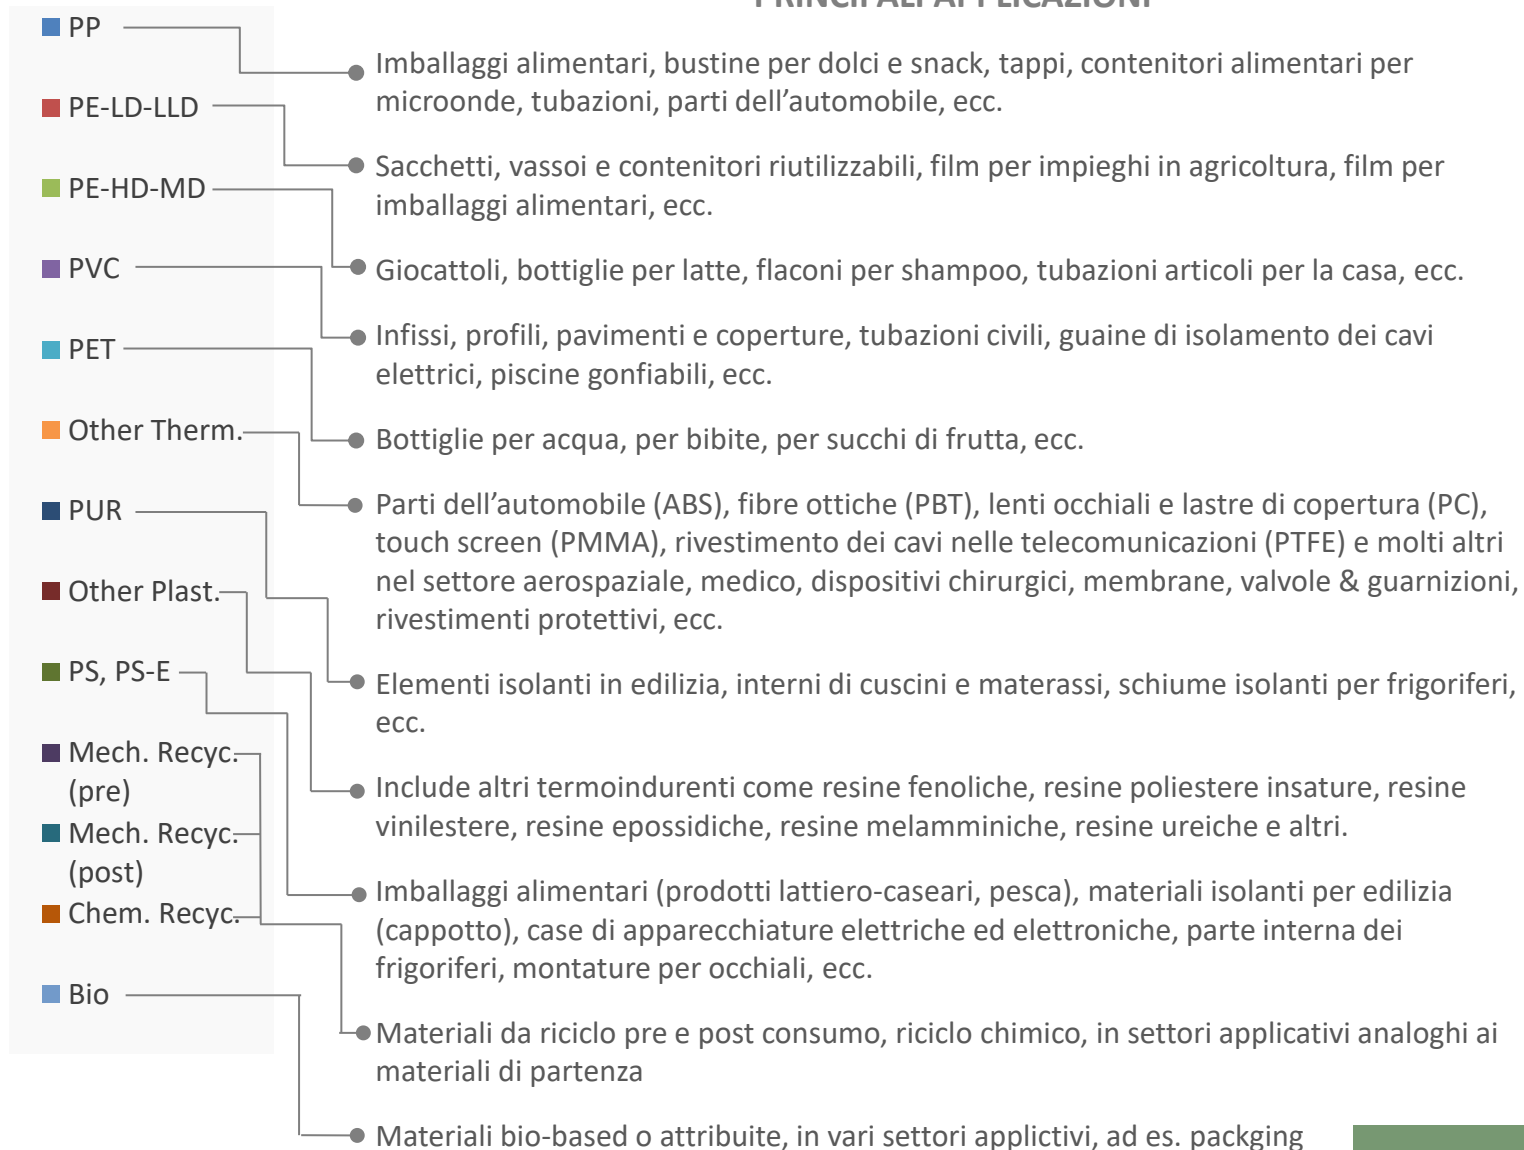 PRINCIPALI APPLICAZIONI
PP
Imballaggi alimentari, bustine per dolci e snack, tappi, contenitori alimentari per
microonde, tubazioni, parti dell'automobile, ecc.
PE-LD-LLD
Sacchetti, vassoi e contenitori riutilizzabili, film per impieghi in agricoltura, film per
imballaggi alimentari, ecc.
PE-HD-MD
Giocattoli, bottiglie per latte, flaconi per shampoo, tubazioni articoli per la casa, ecc.
PVC
Infissi, profili, pavimenti e coperture, tubazioni civili, guaine di isolamento dei cavi
elettrici, piscine gonfiabili, ecc.
PET
Bottiglie per acqua, per bibite, per succhi di frutta, ecc.
Other Therm.
Parti dell'automobile (ABS), fibre ottiche (PBT), lenti occhiali e lastre di copertura (PC),
touch screen (PMMA), rivestimento dei cavi nelle telecomunicazioni (PTFE) e molti altri
nel settore aerospaziale, medico, dispositivi chirurgici, membrane, valvole & guarnizioni,
rivestimenti protettivi, ecc.
PUR
Elementi isolanti in edilizia, interni di cuscini e materassi, schiume isolanti per frigoriferi,
ecc.
Other Plast.
Include altri termoindurenti come resine fenoliche, resine poliestere insature, resine
vinilestere, resine epossidiche, resine melamminiche, resine ureiche e altri.
PS, PS-E
Imballaggi alimentari (prodotti lattiero-caseari, pesca), materiali isolanti per edilizia
(cappotto), case di apparecchiature elettriche ed elettroniche, parte interna dei
frigoriferi, montature per occhiali, ecc.
Mech. Recyc.
(pre)
Mech. Recyc.
(post)
Chem. Recyc.
Materiali da riciclo pre e post consumo, riciclo chimico, in settori applicativi analoghi ai
materiali di partenza
Bio
Materiali bio-based o attribuite, in vari settori applictivi, ad es. packging